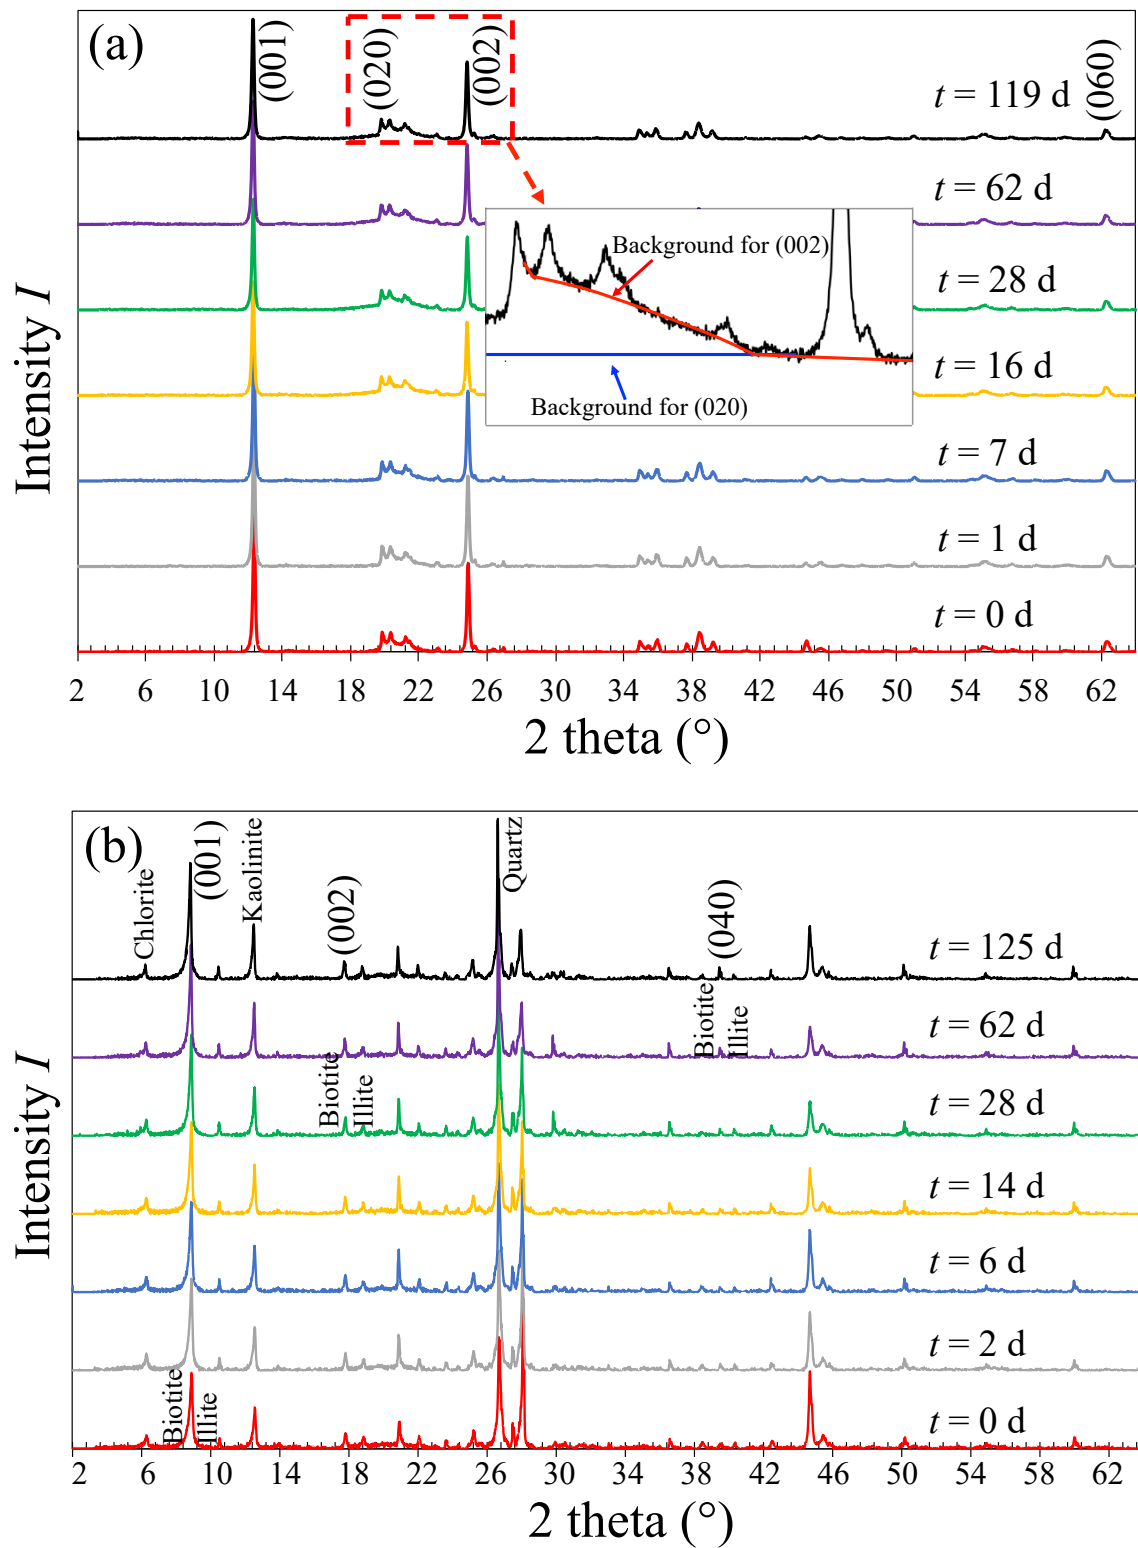 (a)
(001)
(020)
(002)
(060)
t = 119 d
t = 62 d
t = 28 d
t = 16 d
t = 7 d
t = 1 d
t = 0 d
Background for (002)
Background for (020)
Intensity I
2 6 10 14 18 22 26 30 34 38 42 46 50 54 58 62
2 theta (°)
(b)
Chlorite
(001)
Kaolinite
(002)
Quartz
(040)
t = 125 d
Biotite
Illite
t = 62 d
Biotite
Illite
t = 28 d
t = 14 d
t = 6 d
t = 2 d
Biotite
Illite
t = 0 d
Intensity I
2 6 10 14 18 22 26 30 34 38 42 46 50 54 58 62
2 theta (°)